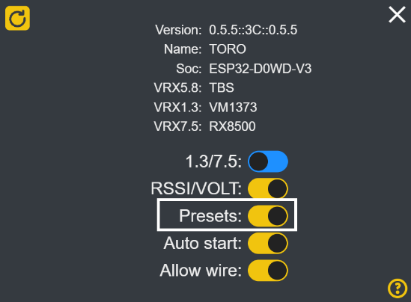 Version: 0.5.5::3C::0.5.5
Name: TORO
Soc: ESP32-D0WD-V3
VRX5.8: TBS
VRX1.3: VM1373
VRX7.5: RX8500
1.3/7.5:
RSSI/VOLT:
Presets:
Auto start:
Allow wire:
?